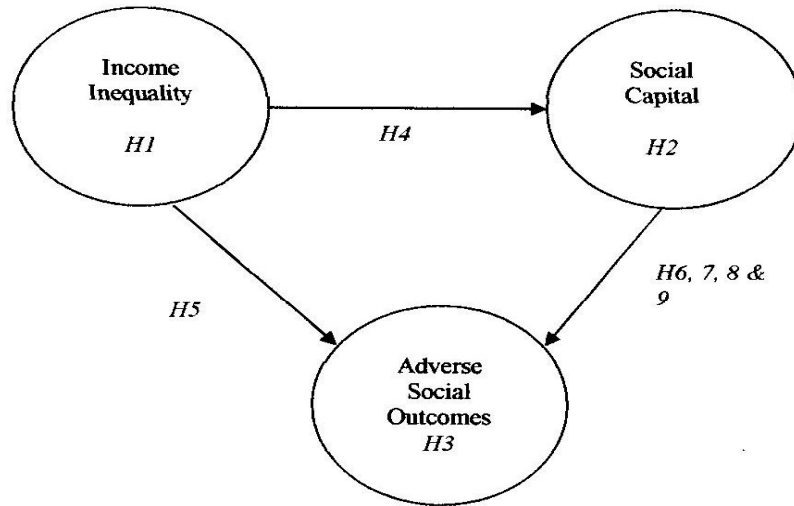 Income
Inequality
H1
Social
Capital
H2
H4
H5
H6, 7, 8 &
9
Adverse
Social
Outcomes
H3